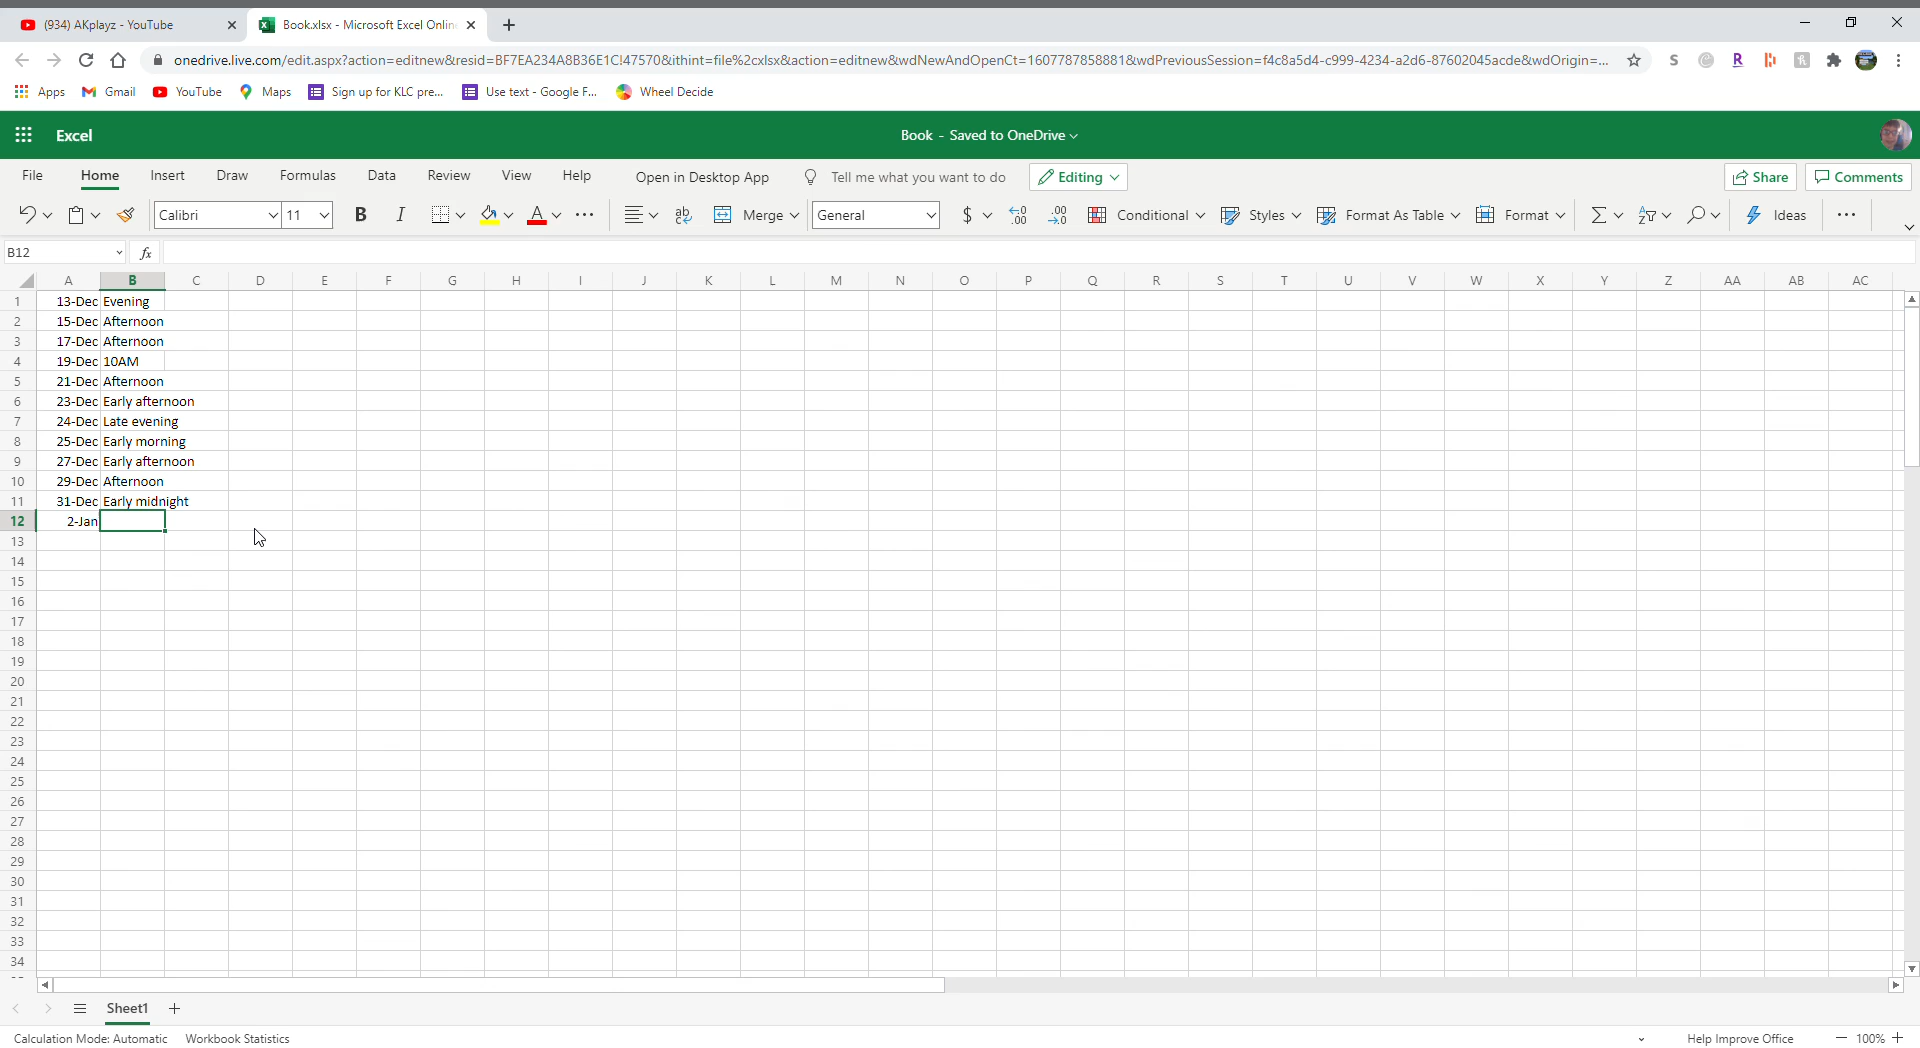 (934) AKplayz - YouTube
Book.xlsx - Microsoft Excel Onlin
onedrive.live.com/edit.aspx?action=editnew&resid=BF7EA234A8B36E1C!47570&ithint=file%2cxlsx&action=editnew&wdNewAndOpenCt=1607787858881&wdPreviousSession=f4c8a5d4-c999-4234-a2d6-87602045acde&wdOrigin=...
Apps Gmail YouTube Maps Sign up for KLC pre... Use text - Google F... Wheel Decide
Excel Book - Saved to OneDrive
File Home Insert Draw Formulas Data Review View Help Open in Desktop App Tell me what you want to do Editing Share Comments
Calibri 11 B I A ab Merge General $ .00 .00 Conditional Styles Format As Table Format Σ Ideas
B12 fx
A B C D E F G H I J K L M N O P Q R S T U V W X Y Z AA AB AC
1 13-Dec Evening
2 15-Dec Afternoon
3 17-Dec Afternoon
4 19-Dec 10AM
5 21-Dec Afternoon
6 23-Dec Early afternoon
7 24-Dec Late evening
8 25-Dec Early morning
9 27-Dec Early afternoon
10 29-Dec Afternoon
11 31-Dec Early midnight
12 2-Jan
13
14
15
16
17
18
19
20
21
22
23
24
25
26
27
28
29
30
31
32
33
34
Sheet1
Calculation Mode: Automatic Workbook Statistics Help Improve Office 100%